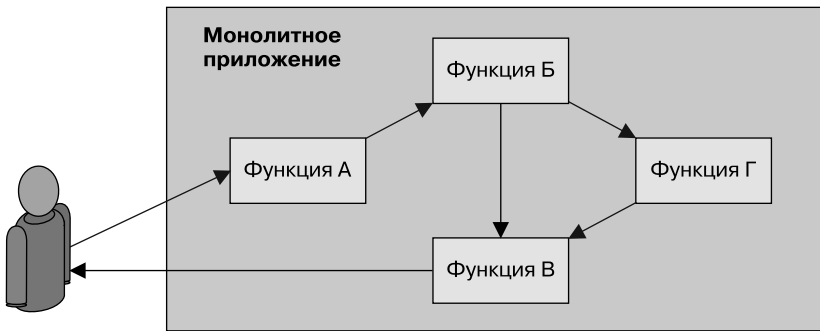 Монолитное
приложение
Функция Б
Функция А
Функция Г
Функция В